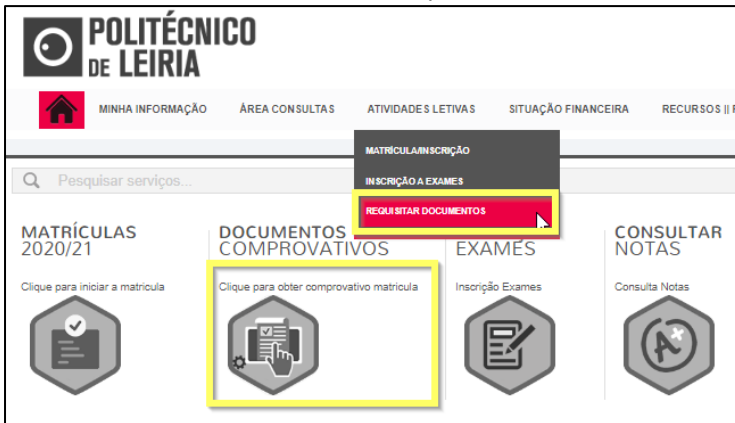 POLITÉCNICO
DE LEIRIA
MINHA INFORMAÇÃO ÁREA CONSULTAS ATIVIDADES LETIVAS SITUAÇÃO FINANCEIRA RECURSOS ||
MATRÍCULA/INSCRIÇÃO
INSCRIÇÃO A EXAMES
REQUISITAR DOCUMENTOS
Pesquisar serviços...
MATRÍCULAS
2020/21
Clique para iniciar a matricula
DOCUMENTOS
COMPROVATIVOS
Clique para obter comprovativo matricula
EXAMES
Inscrição Exames
CONSULTAR
NOTAS
Consulta Notas
A+